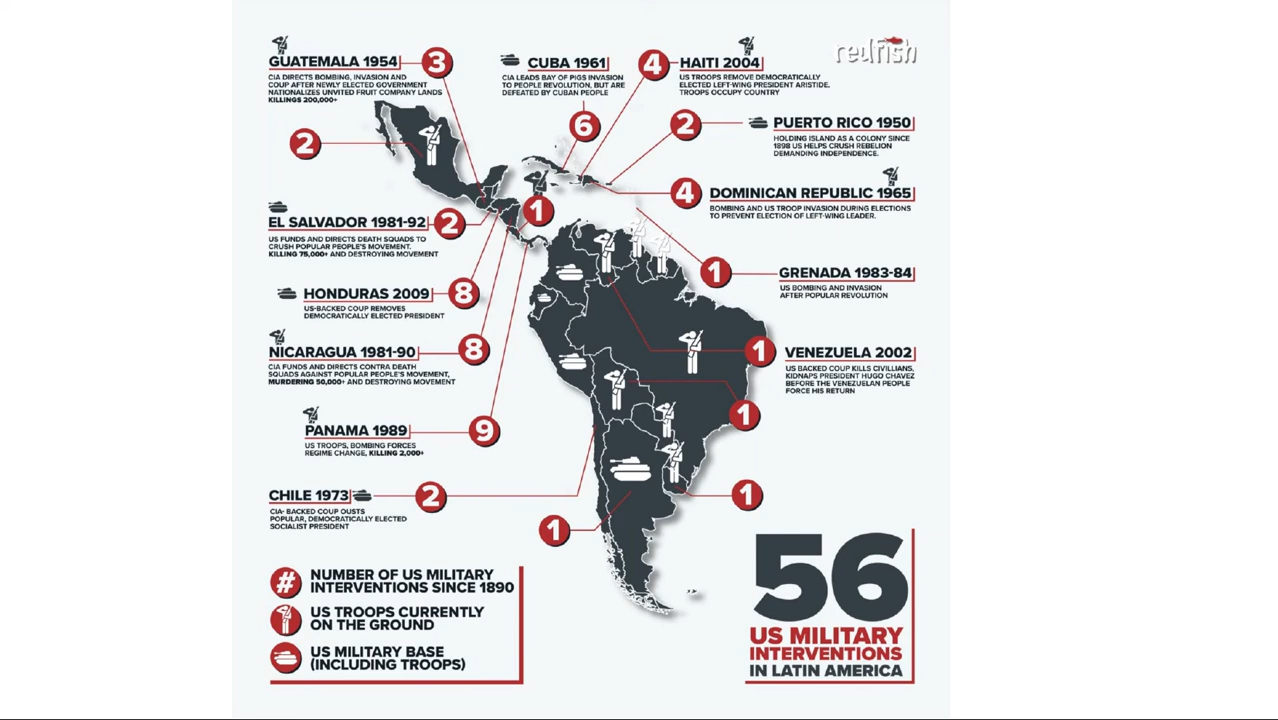 redfish
GUATEMALA 1954
3
CIA DIRECTS BOMBING, INVASION AND
COUP AFTER NEWLY ELECTED GOVERNMENT
NATIONALIZES UNVITED FRUIT COMPANY LANDS
KILLINGS 200,000+
CUBA 1961
CIA LEADS BAY OF PIGS INVASION
TO PEOPLE REVOLUTION, BUT ARE
DEFEATED BY CUBAN PEOPLE
6
4
HAITI 2004
US TROOPS REMOVE DEMOCRATICALLY
ELECTED LEFT-WING PRESIDENT ARISTIDE,
TROOPS OCCUPY COUNTRY
2
PUERTO RICO 1950
HOLDING ISLAND AS A COLONY SINCE
1898 US HELPS CRUSH REBELION
DEMANDING INDEPENDENCE.
2
4
DOMINICAN REPUBLIC 1965
BOMBING AND US TROOP INVASION DURING ELECTIONS
TO PREVENT ELECTION OF LEFT-WING LEADER.
EL SALVADOR 1981-92
2
US FUNDS AND DIRECTS DEATH SQUADS TO
CRUSH POPULAR PEOPLE'S MOVEMENT.
KILLING 75,000+ AND DESTROYING MOVEMENT
1
1
GRENADA 1983-84
US BOMBING AND INVASION
AFTER POPULAR REVOLUTION
HONDURAS 2009
8
US-BACKED COUP REMOVES
DEMOCRATICALLY ELECTED PRESIDENT
NICARAGUA 1981-90
8
CIA FUNDS AND DIRECTS CONTRA DEATH
SQUADS AGAINST POPULAR PEOPLE'S MOVEMENT,
MURDERING 50,000+ AND DESTROYING MOVEMENT
1
VENEZUELA 2002
US BACKED COUP KILLS CIVILLIANS,
KIDNAPS PRESIDENT HUGO CHAVEZ
BEFORE THE VENEZUELAN PEOPLE
FORCE HIS RETURN
PANAMA 1989
9
US TROOPS, BOMBING FORCES
REGIME CHANGE, KILLING 2,000+
1
CHILE 1973
2
CIA- BACKED COUP OUSTS
POPULAR, DEMOCRATICALLY ELECTED
SOCIALIST PRESIDENT
1
1
# NUMBER OF US MILITARY
INTERVENTIONS SINCE 1890
US TROOPS CURRENTLY
ON THE GROUND
US MILITARY BASE
(INCLUDING TROOPS)
56
US MILITARY
INTERVENTIONS
IN LATIN AMERICA